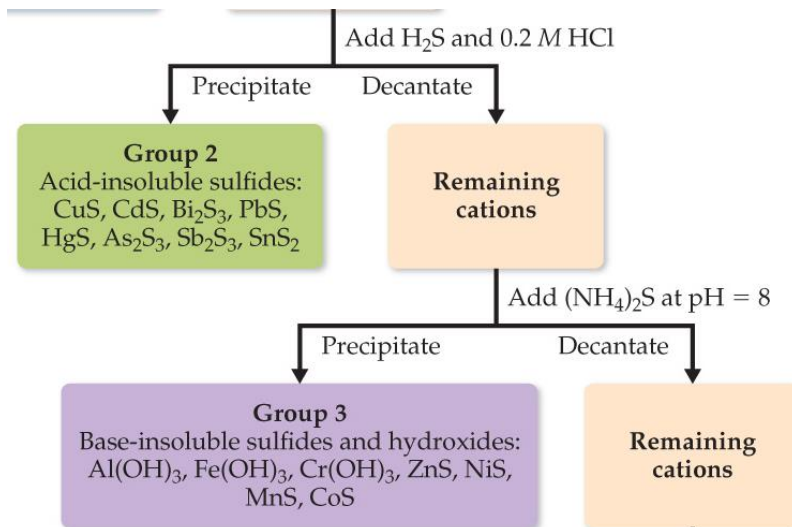 Add H₂S and 0.2 M HCl
Precipitate
Decantate
Group 2
Acid-insoluble sulfides:
CuS, CdS, Bi₂S₃, PbS,
HgS, As₂S₃, Sb₂S₃, SnS₂
Remaining
cations
Add (NH₄)₂S at pH = 8
Precipitate
Decantate
Group 3
Base-insoluble sulfides and hydroxides:
Al(OH)₃, Fe(OH)₃, Cr(OH)₃, ZnS, NiS,
MnS, CoS
Remaining
cations